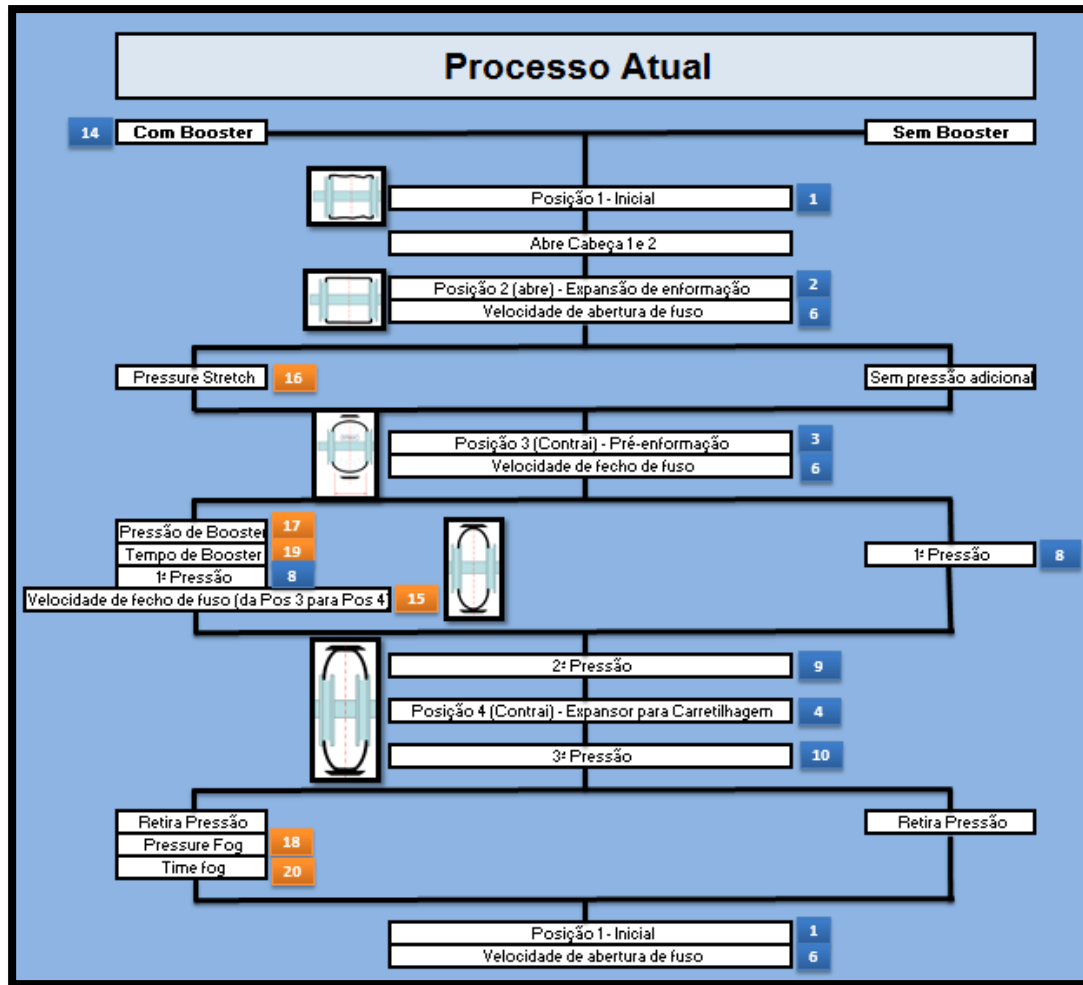 Processo Atual
14 Com Booster Sem Booster
Posição 1 - Inicial 1
Abre Cabeça 1 e 2
Posição 2 (abre) - Expansão de enformação 2
Velocidade de abertura de fuso 6
Pressure Stretch 16 Sem pressão adicional
Posição 3 (Contrai) - Pré-enformação 3
Velocidade de fecho de fuso 6
Pressão de Booster 17
Tempo de Booster 19 1ª Pressão 8
1ª Pressão 8
Velocidade de fecho de fuso (da Pos 3 para Pos 4) 15
2ª Pressão 9
Posição 4 (Contrai) - Expansor para Carretilhagem 4
3ª Pressão 10
Retira Pressão Retira Pressão
Pressure Fog 18
Time fog 20
Posição 1 - Inicial 1
Velocidade de abertura de fuso 6